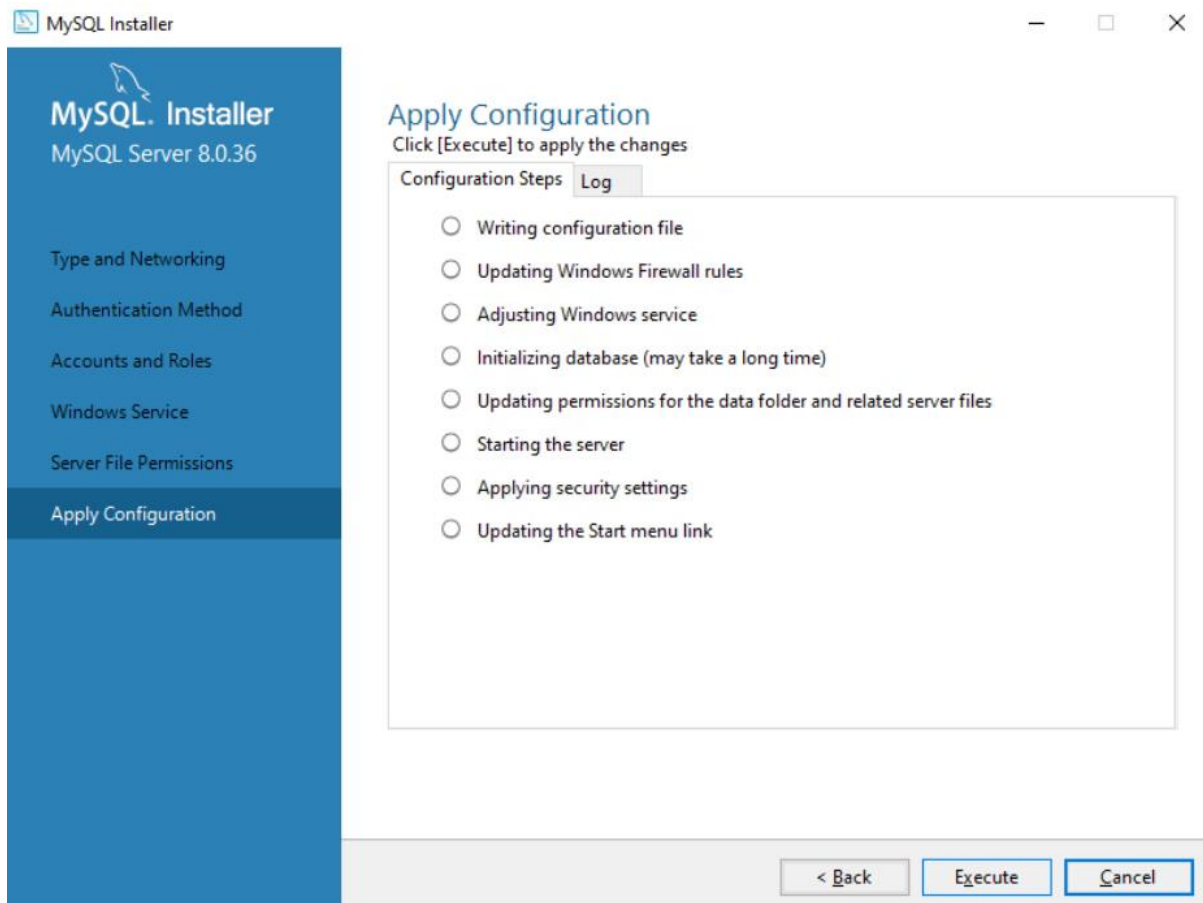 MySQL Installer
MySQL. Installer
MySQL Server 8.0.36
Type and Networking
Authentication Method
Accounts and Roles
Windows Service
Server File Permissions
Apply Configuration
Apply Configuration
Click [Execute] to apply the changes
Configuration Steps Log
Writing configuration file
Updating Windows Firewall rules
Adjusting Windows service
Initializing database (may take a long time)
Updating permissions for the data folder and related server files
Starting the server
Applying security settings
Updating the Start menu link
< Back Execute Cancel